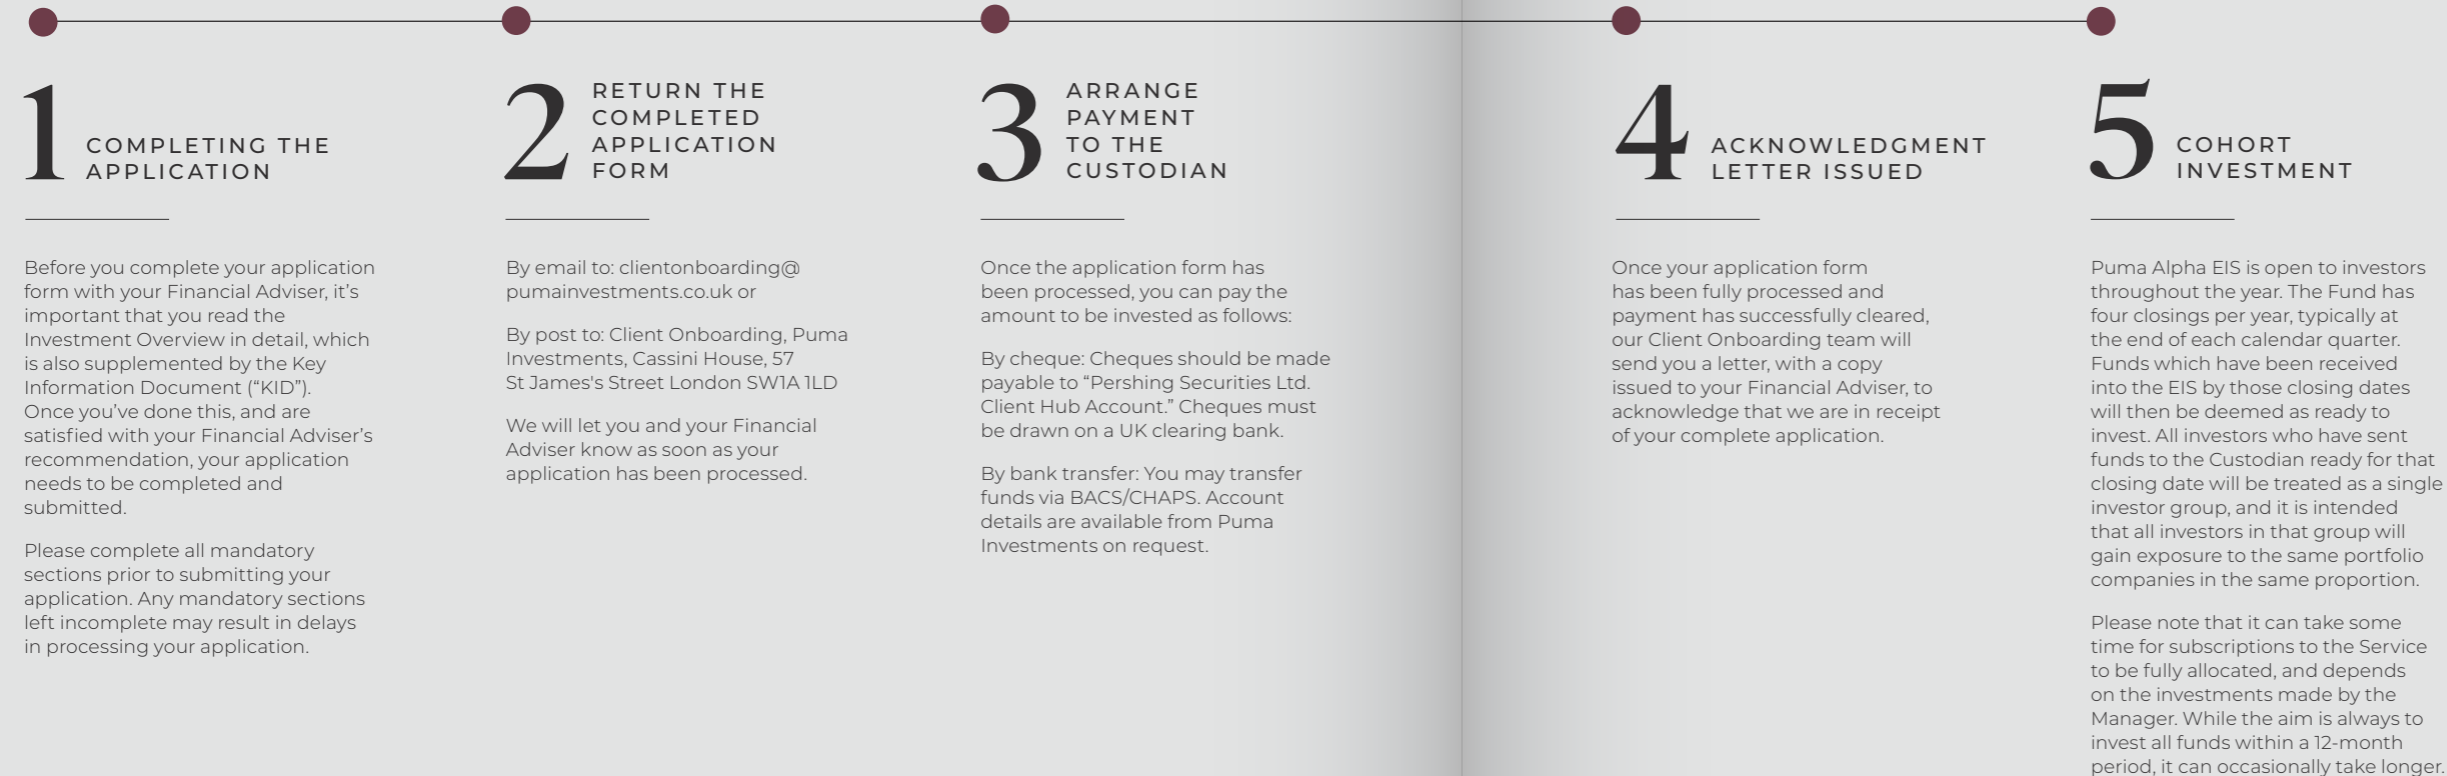 1
COMPLETING THE
APPLICATION
Before you complete your application
form with your Financial Adviser, it’s
important that you read the
Investment Overview in detail, which
is also supplemented by the Key
Information Document (“KID”).
Once you’ve done this, and are
satisfied with your Financial Adviser’s
recommendation, your application
needs to be completed and
submitted.
Please complete all mandatory
sections prior to submitting your
application. Any mandatory sections
left incomplete may result in delays
in processing your application.
2
RETURN THE
COMPLETED
APPLICATION
FORM
By email to: clientonboarding@
pumainvestments.co.uk or
By post to: Client Onboarding, Puma
Investments, Cassini House, 57
St James's Street London SW1A 1LD
We will let you and your Financial
Adviser know as soon as your
application has been processed.
3
ARRANGE
PAYMENT
TO THE
CUSTODIAN
Once the application form has
been processed, you can pay the
amount to be invested as follows:
By cheque: Cheques should be made
payable to “Pershing Securities Ltd.
Client Hub Account.” Cheques must
be drawn on a UK clearing bank.
By bank transfer: You may transfer
funds via BACS/CHAPS. Account
details are available from Puma
Investments on request.
4
ACKNOWLEDGMENT
LETTER ISSUED
Once your application form
has been fully processed and
payment has successfully cleared,
our Client Onboarding team will
send you a letter, with a copy
issued to your Financial Adviser, to
acknowledge that we are in receipt
of your complete application.
5
COHORT
INVESTMENT
Puma Alpha EIS is open to investors
throughout the year. The Fund has
four closings per year, typically at
the end of each calendar quarter.
Funds which have been received
into the EIS by those closing dates
will then be deemed as ready to
invest. All investors who have sent
funds to the Custodian ready for that
closing date will be treated as a single
investor group, and it is intended
that all investors in that group will
gain exposure to the same portfolio
companies in the same proportion.
Please note that it can take some
time for subscriptions to the Service
to be fully allocated, and depends
on the investments made by the
Manager. While the aim is always to
invest all funds within a 12-month
period, it can occasionally take longer.